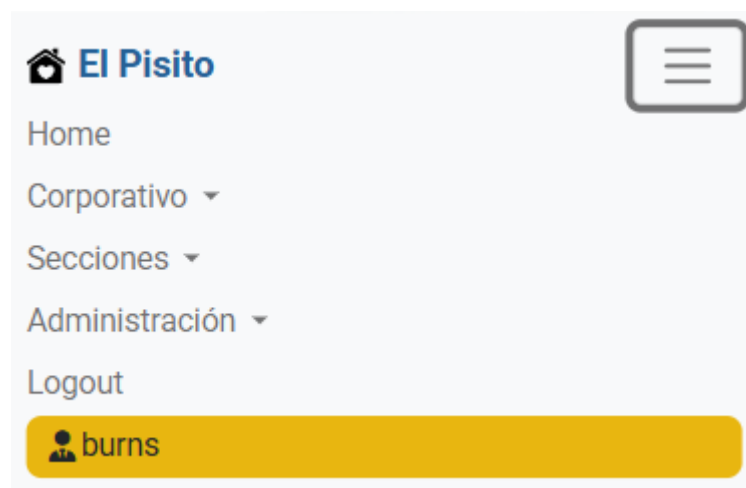 El Pisito
Home
Corporativo
Secciones
Administración
Logout
burns